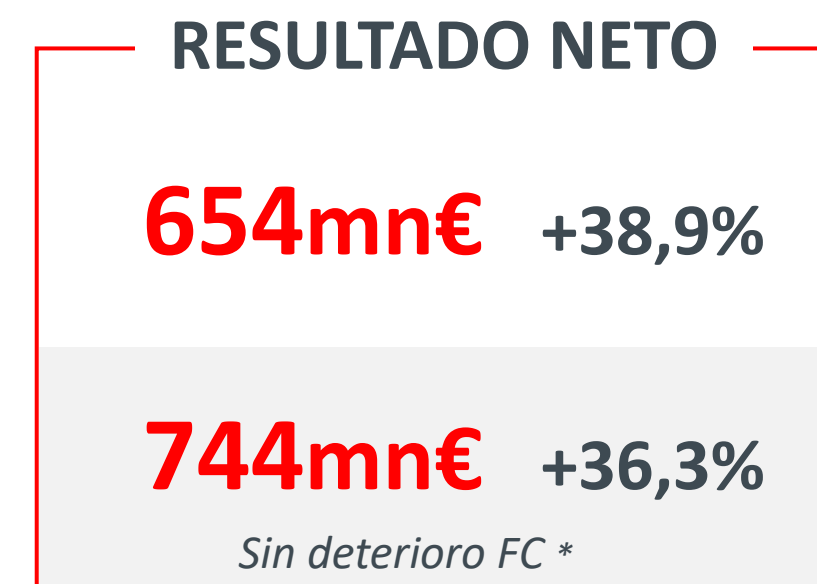 RESULTADO NETO
654mn€ +38,9%
744mn€ +36,3%
Sin deterioro FC *